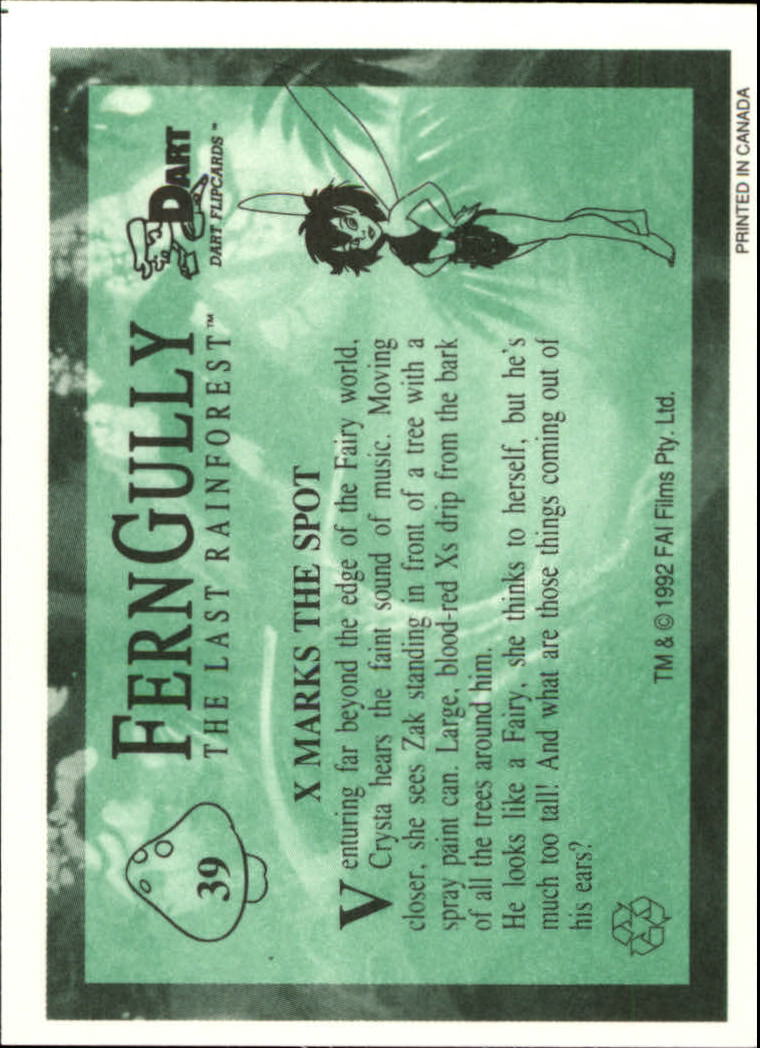 39
FERNGULLY
THE LAST RAINFOREST™
DART
DART FLIPCARDS™
X MARKS THE SPOT
Venturing far beyond the edge of the Fairy world,
Crysta hears the faint sound of music. Moving
closer, she sees Zak standing in front of a tree with a
spray paint can. Large, blood-red Xs drip from the bark
of all the trees around him.
He looks like a Fairy, she thinks to herself, but he's
much too tall! And what are those things coming out of
his ears?
TM & © 1992 FAI Films Pty. Ltd.
PRINTED IN CANADA